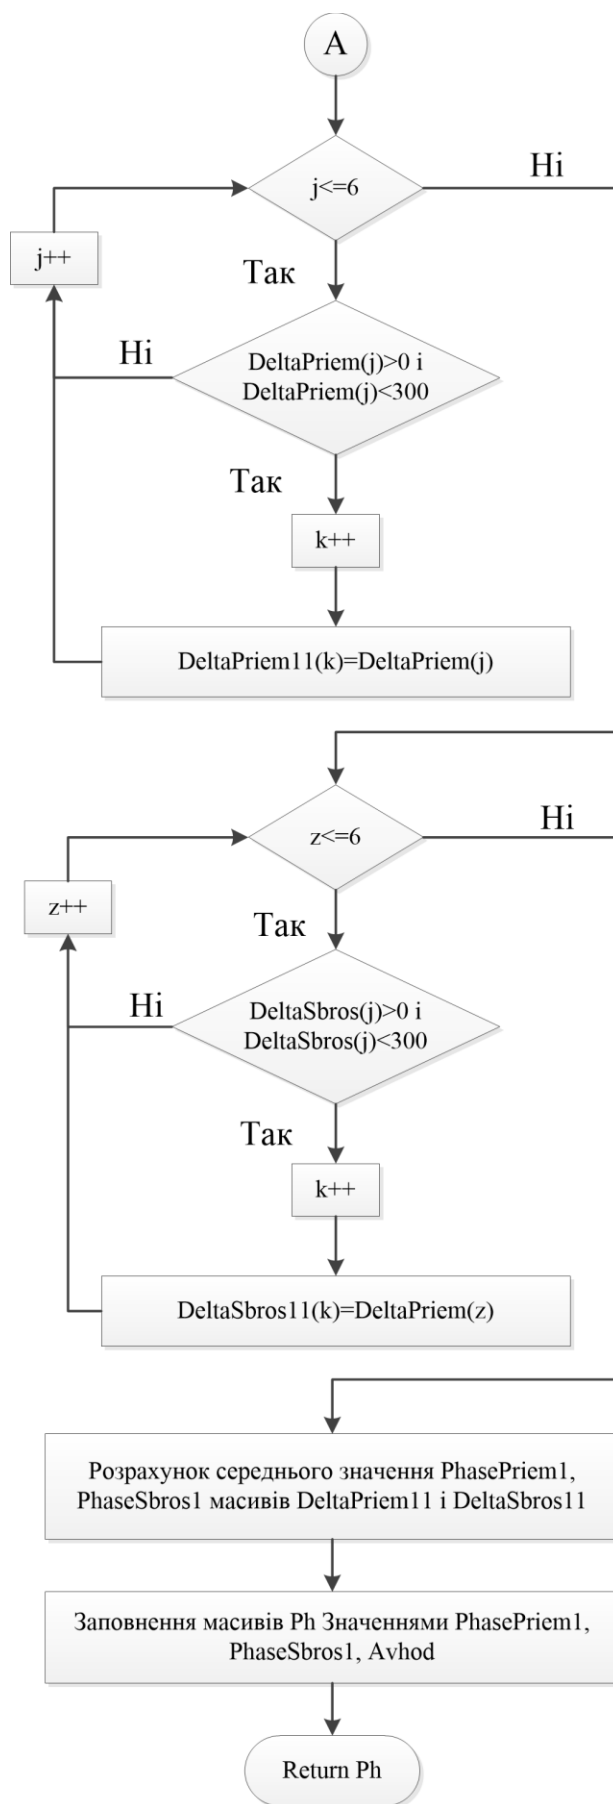 A
j<=6
Ні
j++
Так
Ні
DeltaPriem(j)>0 і
DeltaPriem(j)<300
Так
k++
DeltaPriem11(k)=DeltaPriem(j)
z<=6
Ні
z++
Так
Ні
DeltaSbros(j)>0 і
DeltaSbros(j)<300
Так
k++
DeltaSbros11(k)=DeltaPriem(z)
Розрахунок середнього значення PhasePriem1,
PhaseSbros1 масивів DeltaPriem11 і DeltaSbros11
Заповнення масивів Ph Значеннями PhasePriem1,
PhaseSbros1, Avhod
Return Ph